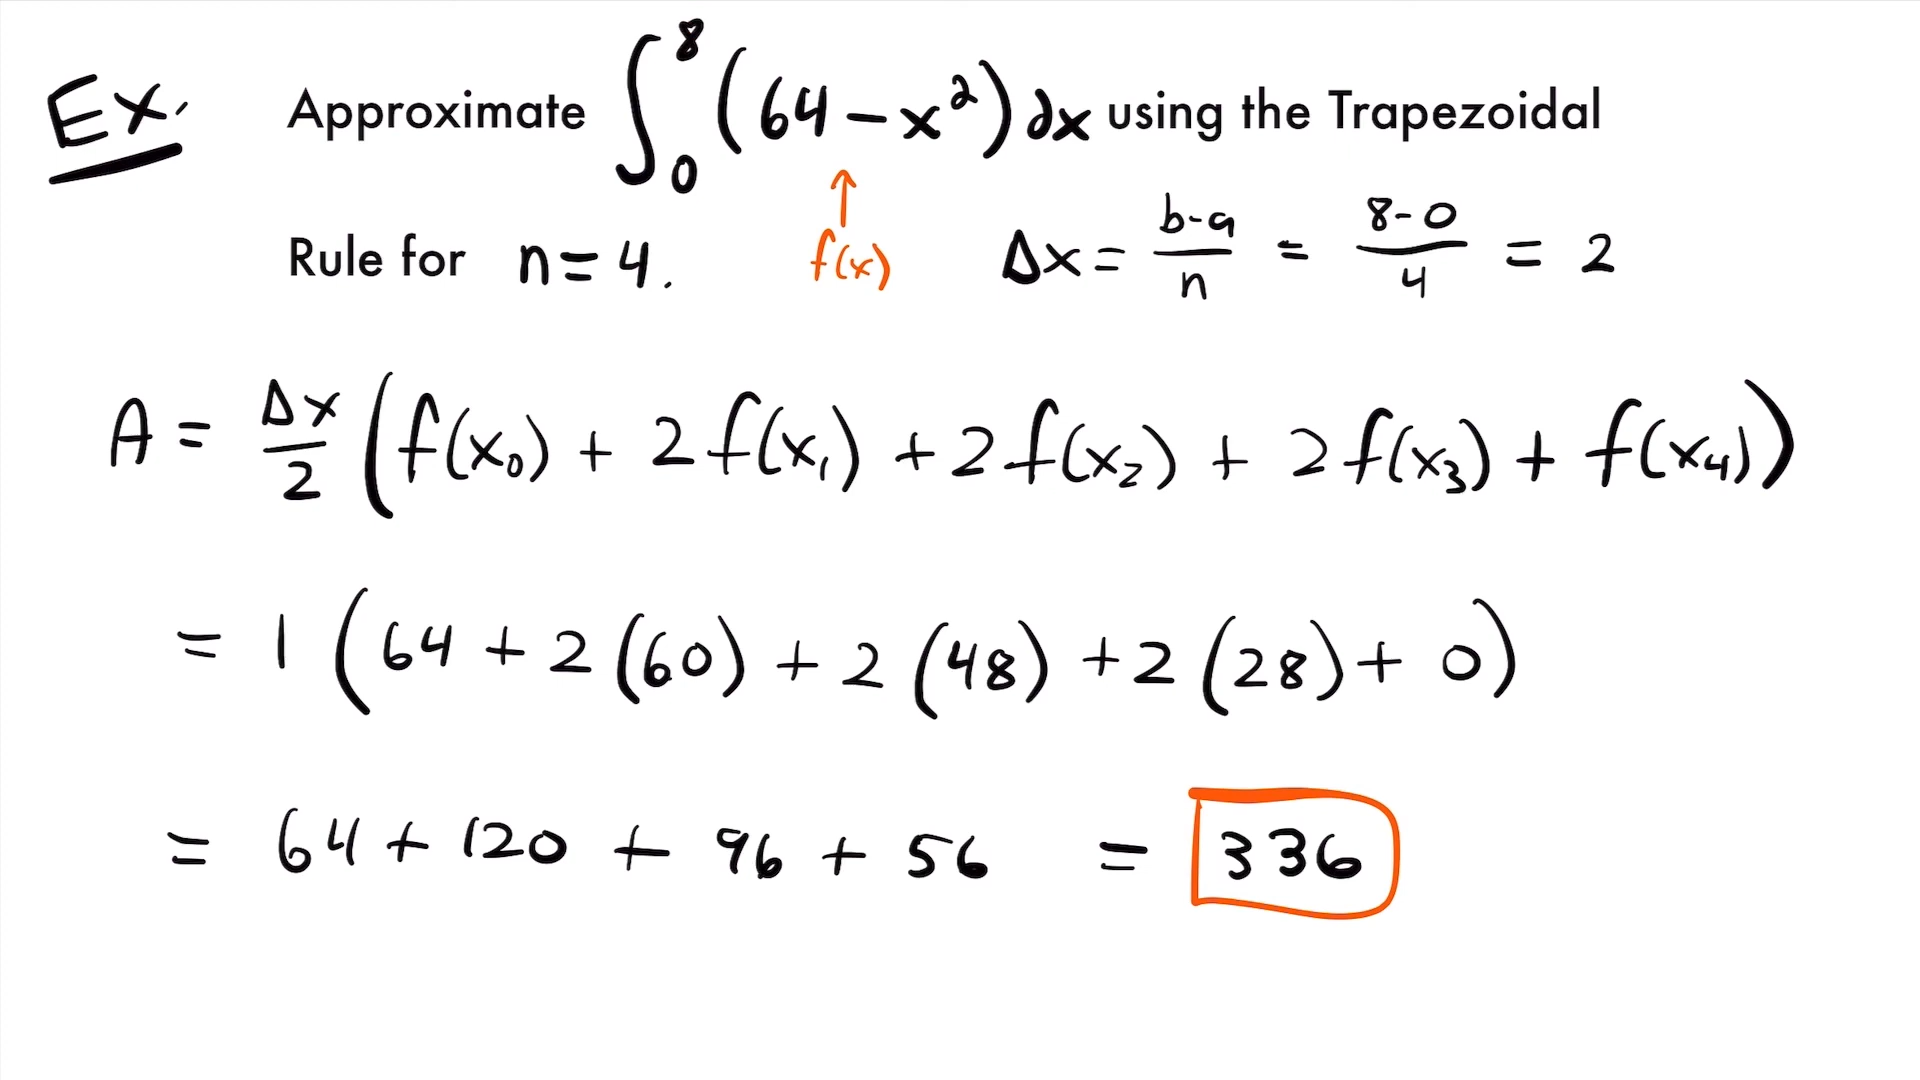 Ex. Approximate ∫₀⁸ (64 − x²) dx using the Trapezoidal
↑
Rule for n = 4. f(x) Δx = (b-a)/n = (8-0)/4 = 2
A = Δx/2 (f(x₀) + 2f(x₁) + 2f(x₂) + 2f(x₃) + f(x₄))
= 1 (64 + 2(60) + 2(48) + 2(28) + 0)
= 64 + 120 + 96 + 56 = 336